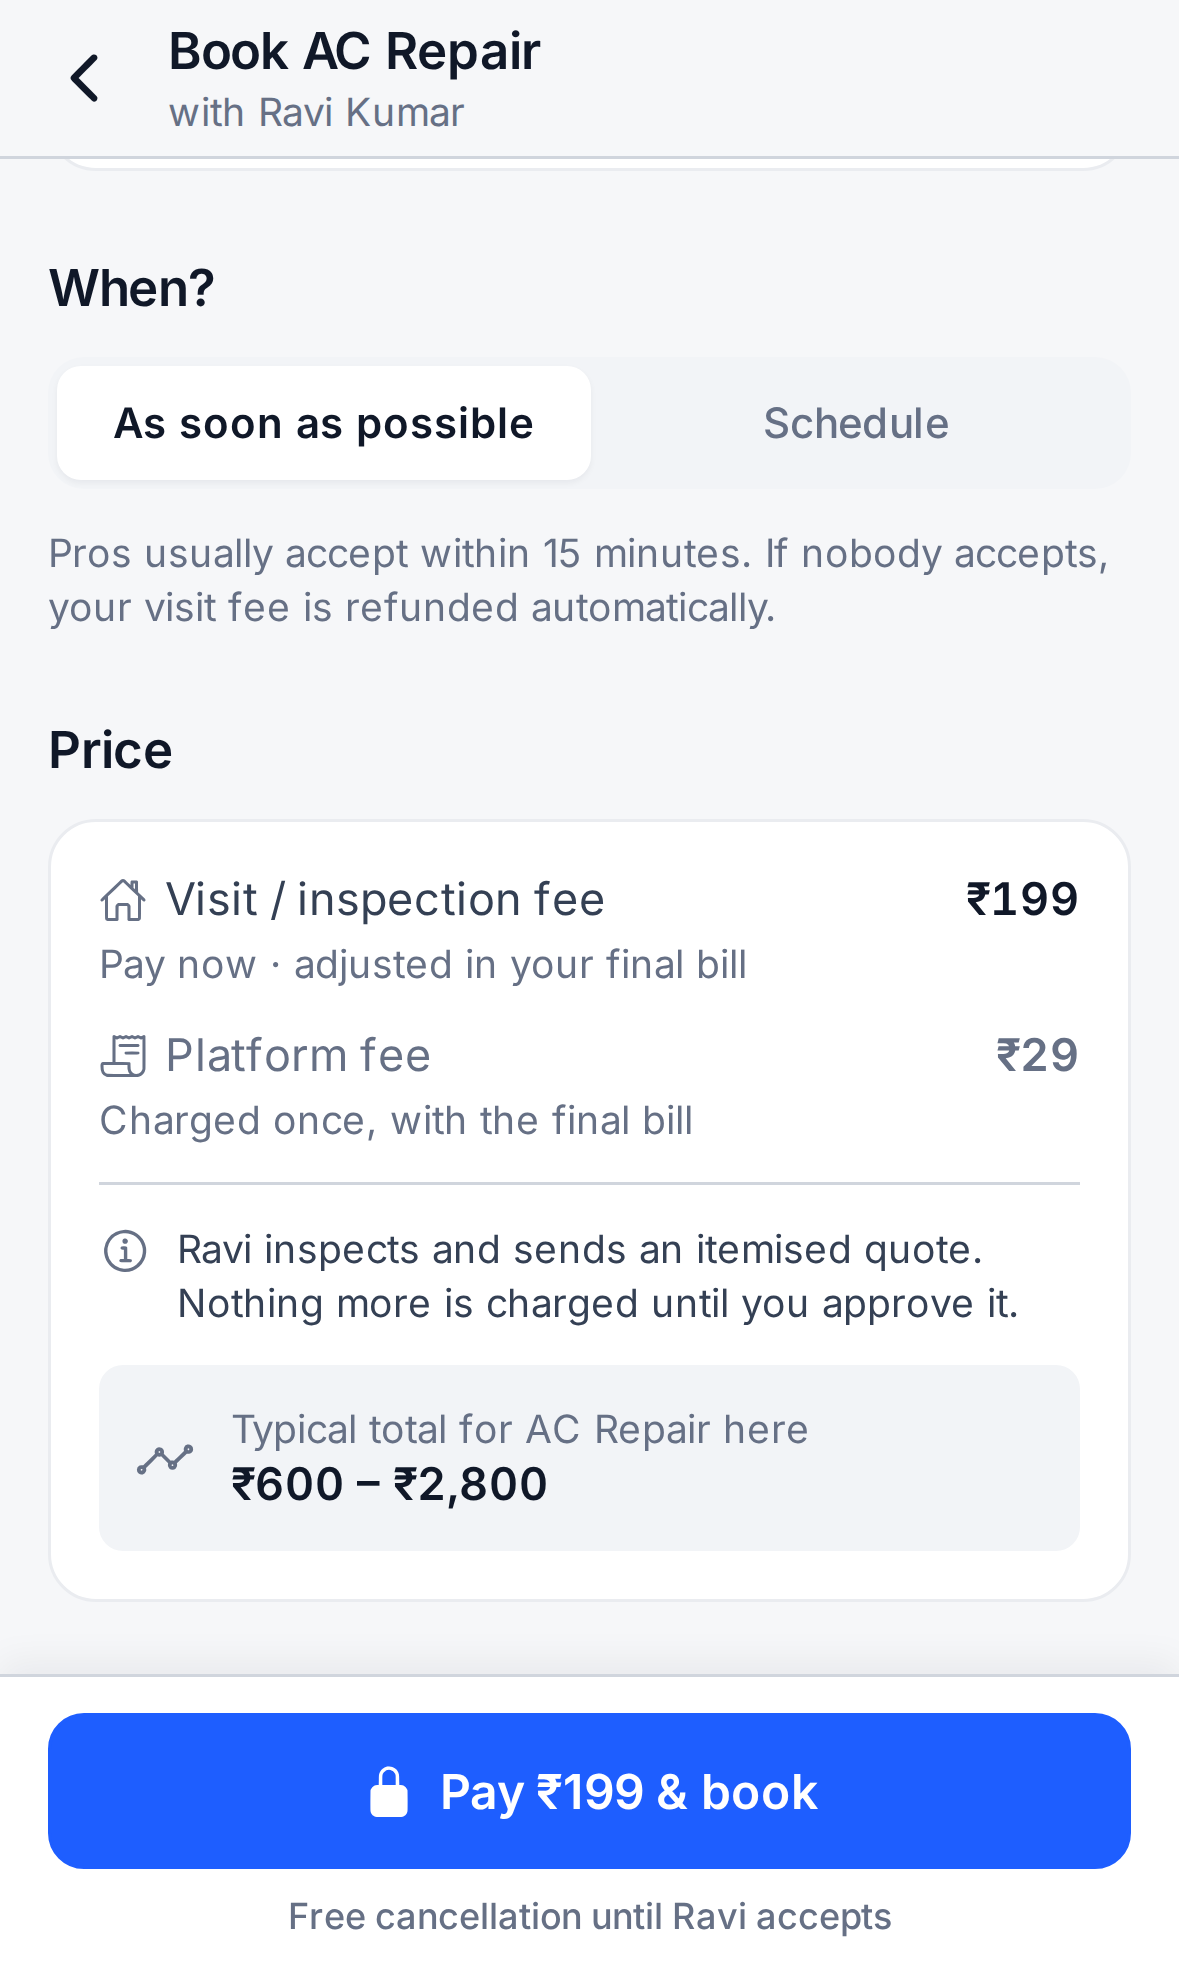 Book AC Repair
with Ravi Kumar
When?
As soon as possible
Schedule
Pros usually accept within 15 minutes. If nobody accepts,
your visit fee is refunded automatically.
Price
Visit / inspection fee
₹199
Pay now · adjusted in your final bill
Platform fee
₹29
Charged once, with the final bill
Ravi inspects and sends an itemised quote.
Nothing more is charged until you approve it.
Typical total for AC Repair here
₹600 – ₹2,800
Pay ₹199 & book
Free cancellation until Ravi accepts